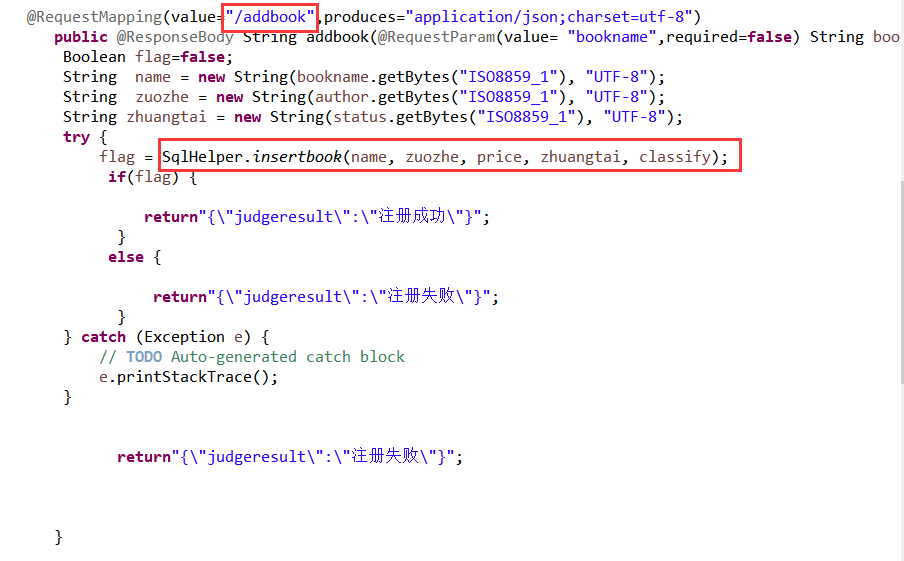 @RequestMapping(value="/addbook",produces="application/json;charset=utf-8")
public @ResponseBody String addbook(@RequestParam(value= "bookname",required=false) String boo
Boolean flag=false;
String  name = new String(bookname.getBytes("ISO8859_1"), "UTF-8");
String  zuozhe = new String(author.getBytes("ISO8859_1"), "UTF-8");
String zhuangtai = new String(status.getBytes("ISO8859_1"), "UTF-8");
try {
flag = SqlHelper.insertbook(name, zuozhe, price, zhuangtai, classify);
if(flag) {
return"{\"judgeresult\":\"注册成功\"}";
}
else {
return"{\"judgeresult\":\"注册失败\"}";
}
} catch (Exception e) {
// TODO Auto-generated catch block
e.printStackTrace();
}
return"{\"judgeresult\":\"注册失败\"}";
}